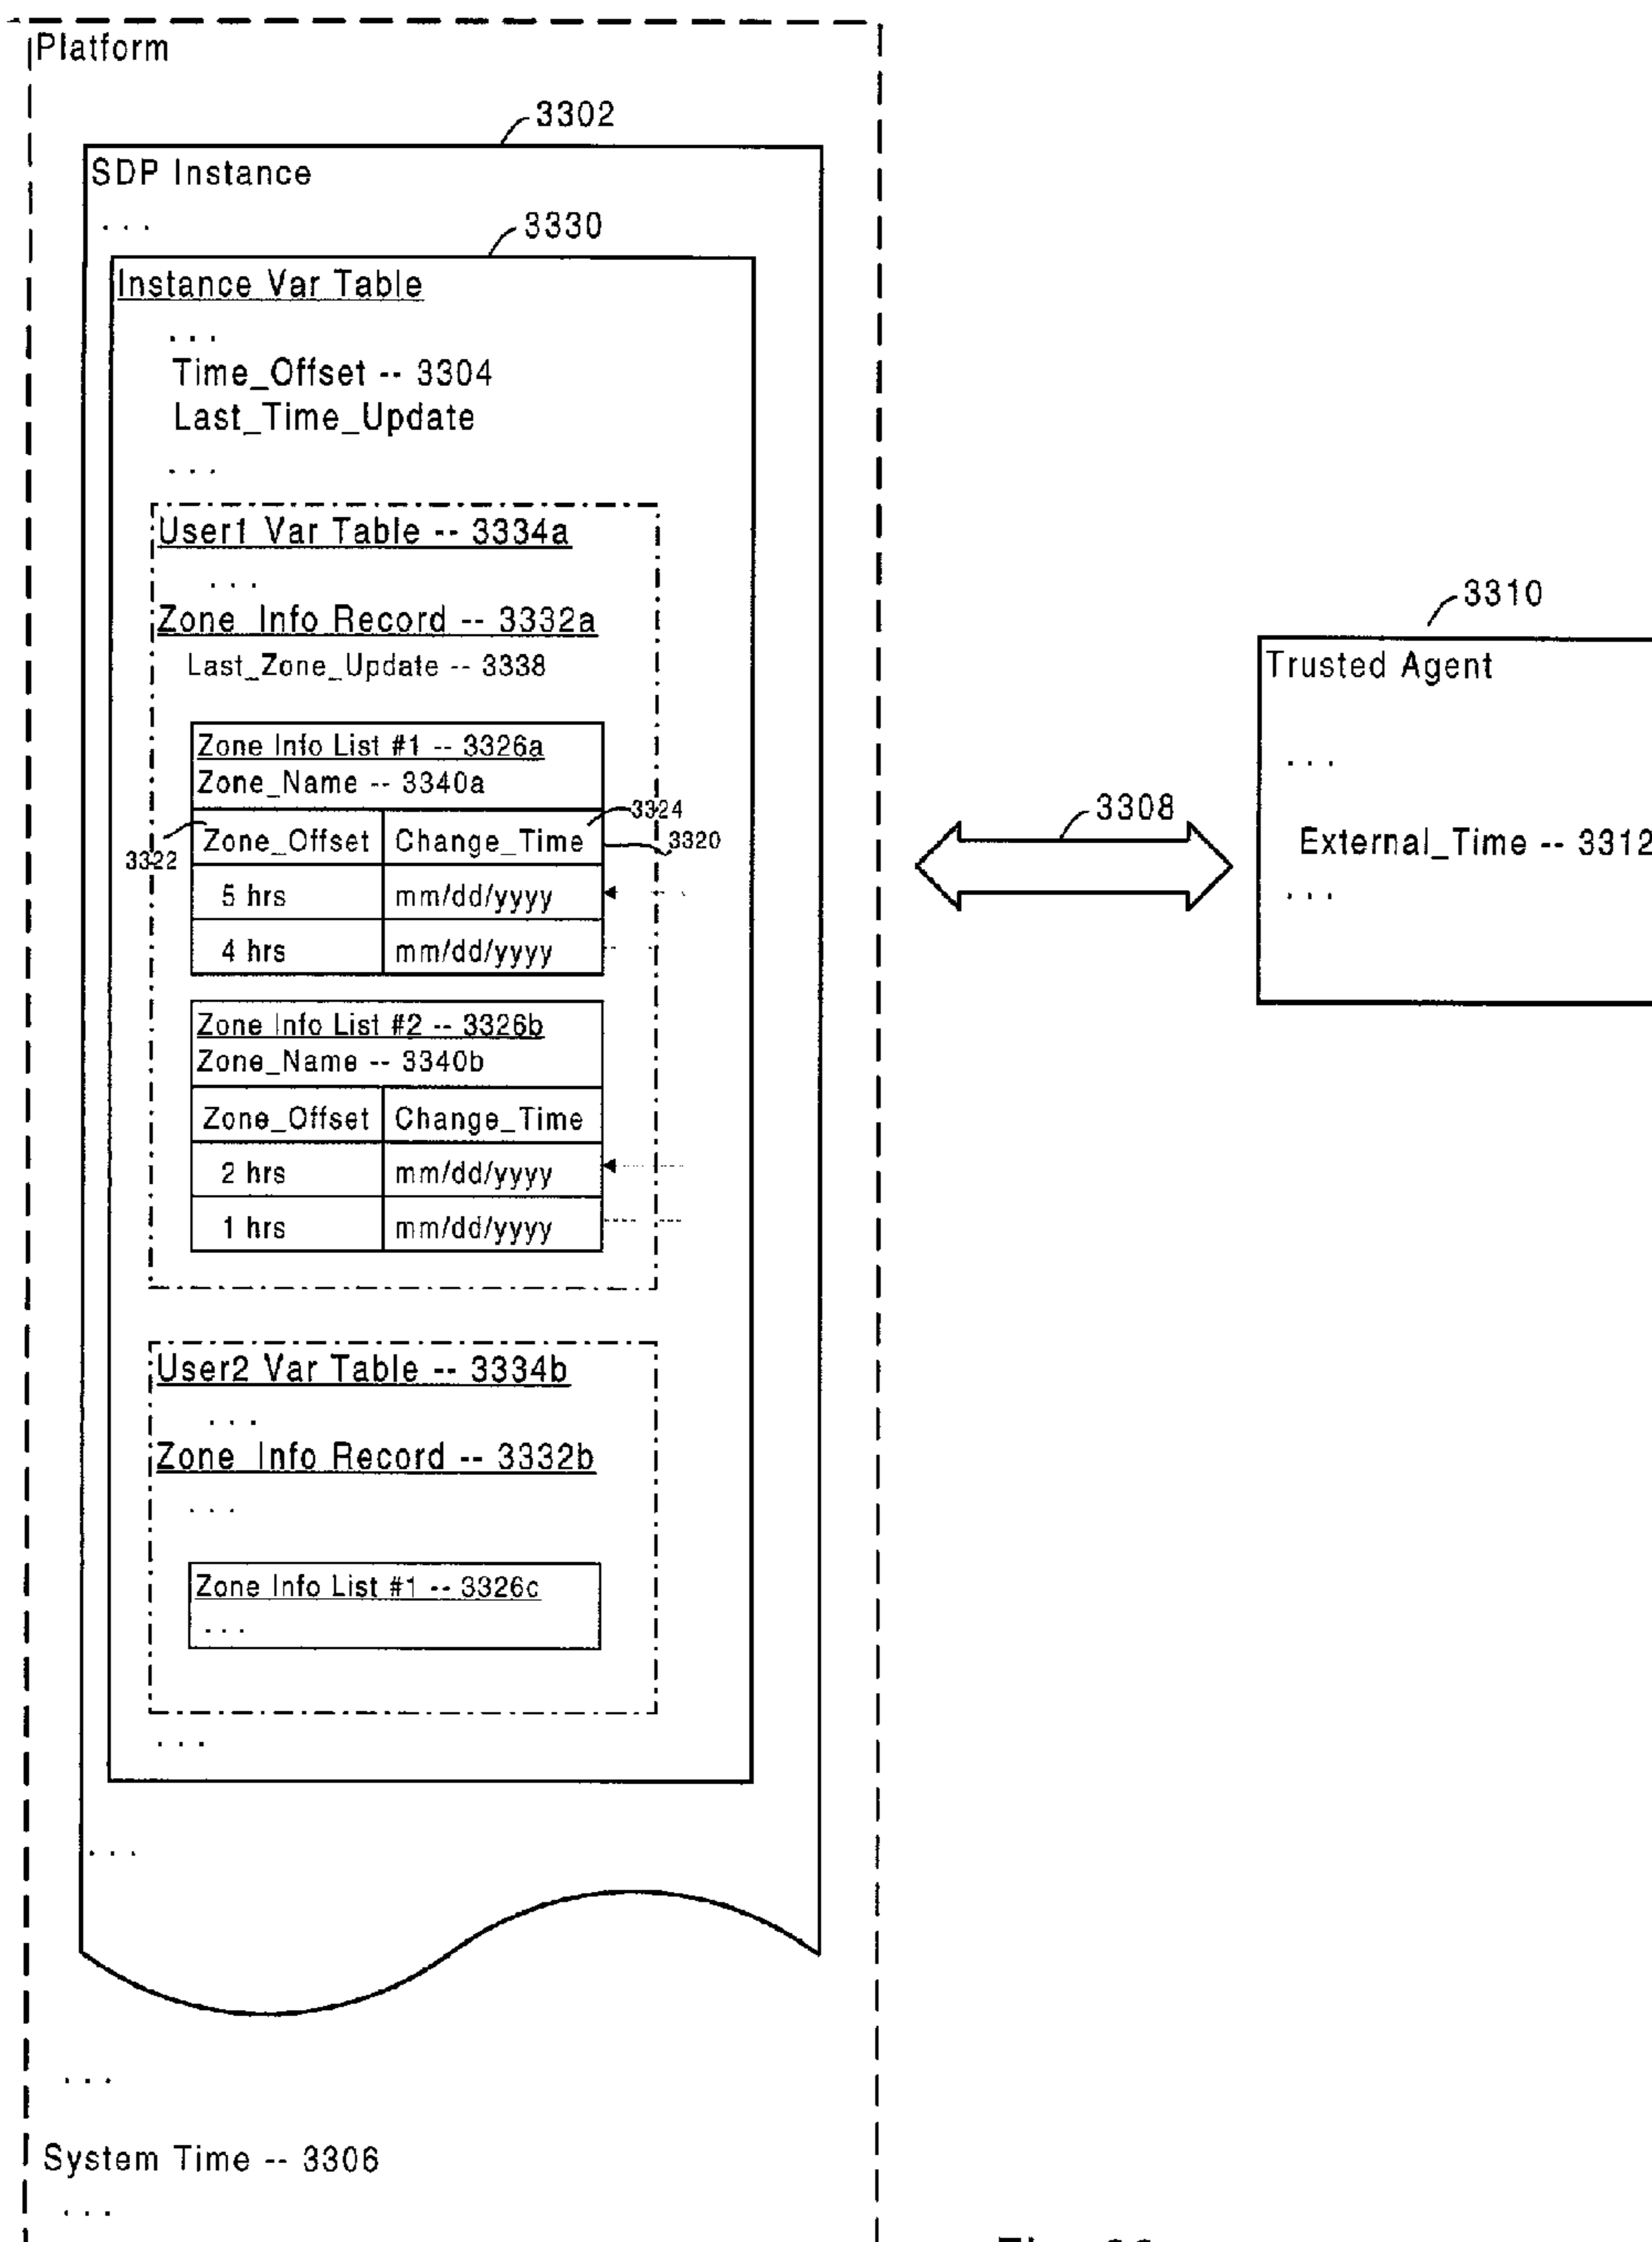 Platform
3302
SDP Instance
. . .
3330
Instance Var Table
. . .
Time_Offset -- 3304
Last_Time_Update
. . .
User1 Var Table -- 3334a
. . .
Zone_Info Record -- 3332a
Last_Zone_Update -- 3338
Zone Info List #1 -- 3326a
Zone_Name -- 3340a
3324
Zone_Offset Change_Time
3322
3320
5 hrs mm/dd/yyyy
4 hrs mm/dd/yyyy
Zone Info List #2 -- 3326b
Zone_Name -- 3340b
Zone_Offset Change_Time
2 hrs mm/dd/yyyy
1 hrs mm/dd/yyyy
User2 Var Table -- 3334b
. . .
Zone_Info Record -- 3332b
. . .
Zone Info List #1 -- 3326c
. . .
. . .
. . .
. . .
System Time -- 3306
. . .
3308
3310
Trusted Agent
. . .
External_Time -- 3312
. . .